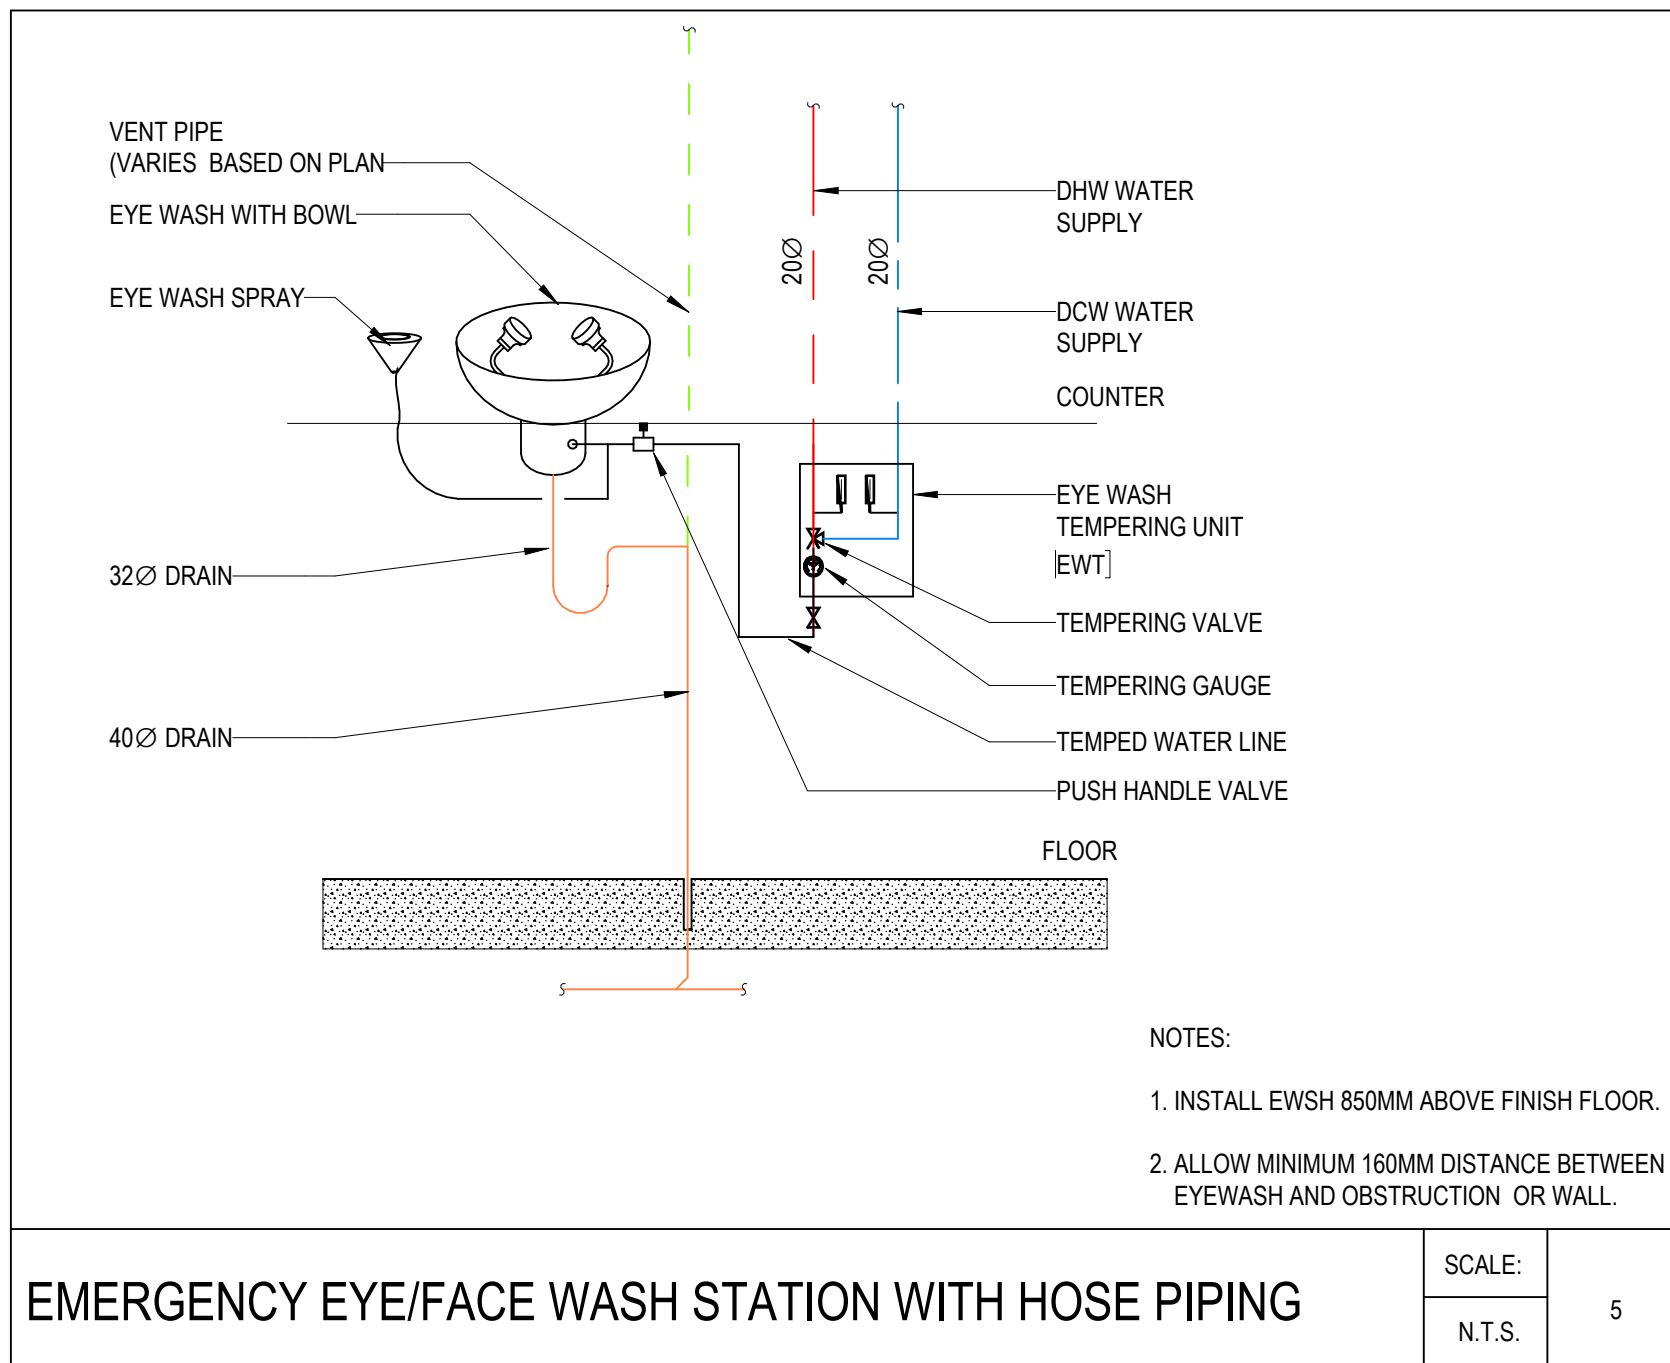 VENT PIPE
(VARIES  BASED ON PLAN
EYE WASH WITH BOWL
EYE WASH SPRAY
32Ø DRAIN
40Ø DRAIN
20Ø
20Ø
DHW WATER
SUPPLY
DCW WATER
SUPPLY
COUNTER
EYE WASH
TEMPERING UNIT
[EWT]
TEMPERING VALVE
TEMPERING GAUGE
TEMPED WATER LINE
PUSH HANDLE VALVE
FLOOR
NOTES:
1. INSTALL EWSH 850MM ABOVE FINISH FLOOR.
2. ALLOW MINIMUM 160MM DISTANCE BETWEEN
EYEWASH AND OBSTRUCTION  OR WALL.
EMERGENCY EYE/FACE WASH STATION WITH HOSE PIPING
SCALE:
N.T.S.
5